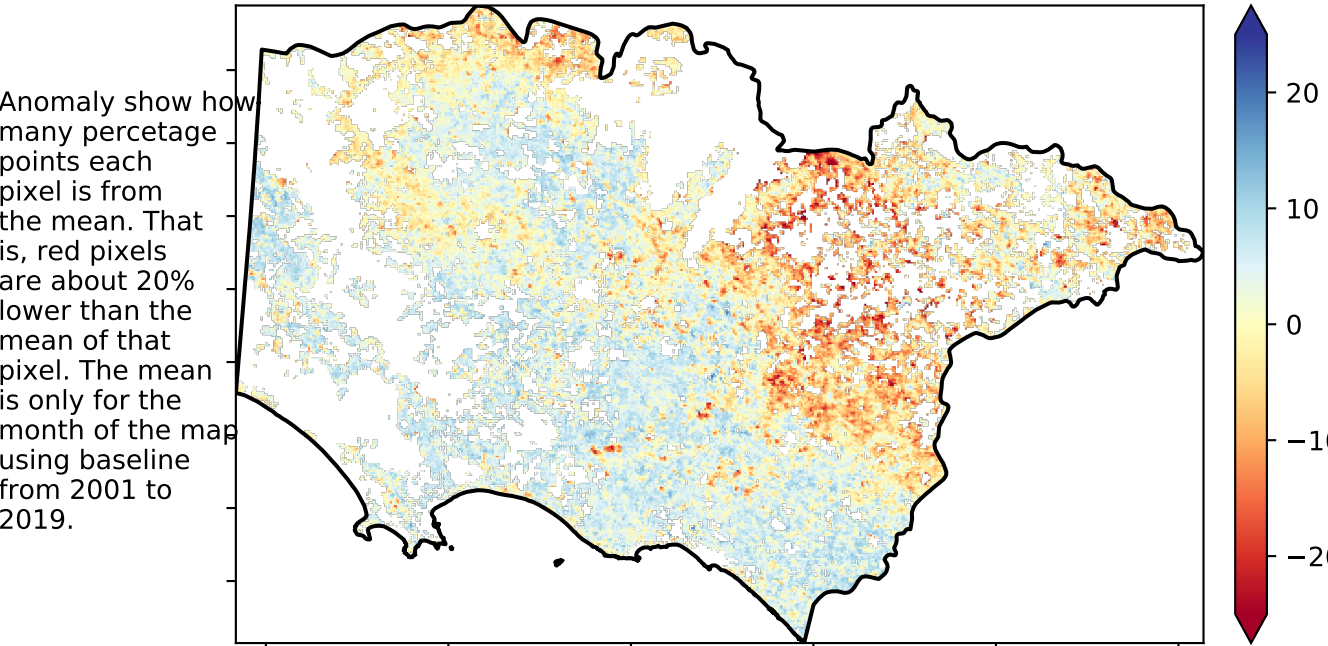 Anomaly show how
many percetage
points each
pixel is from
the mean. That
is, red pixels
are about 20%
lower than the
mean of that
pixel. The mean
is only for the
month of the map
using baseline
from 2001 to
2019.
20
10
0
−10
−20